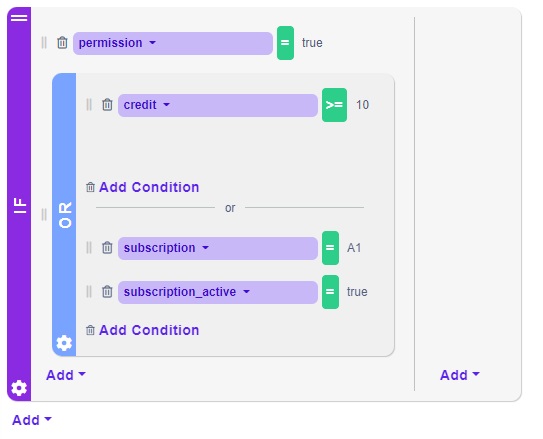 permission = true
IF
OR
credit >= 10
Add Condition
or
subscription = A1
subscription_active = true
Add Condition
Add
Add
Add